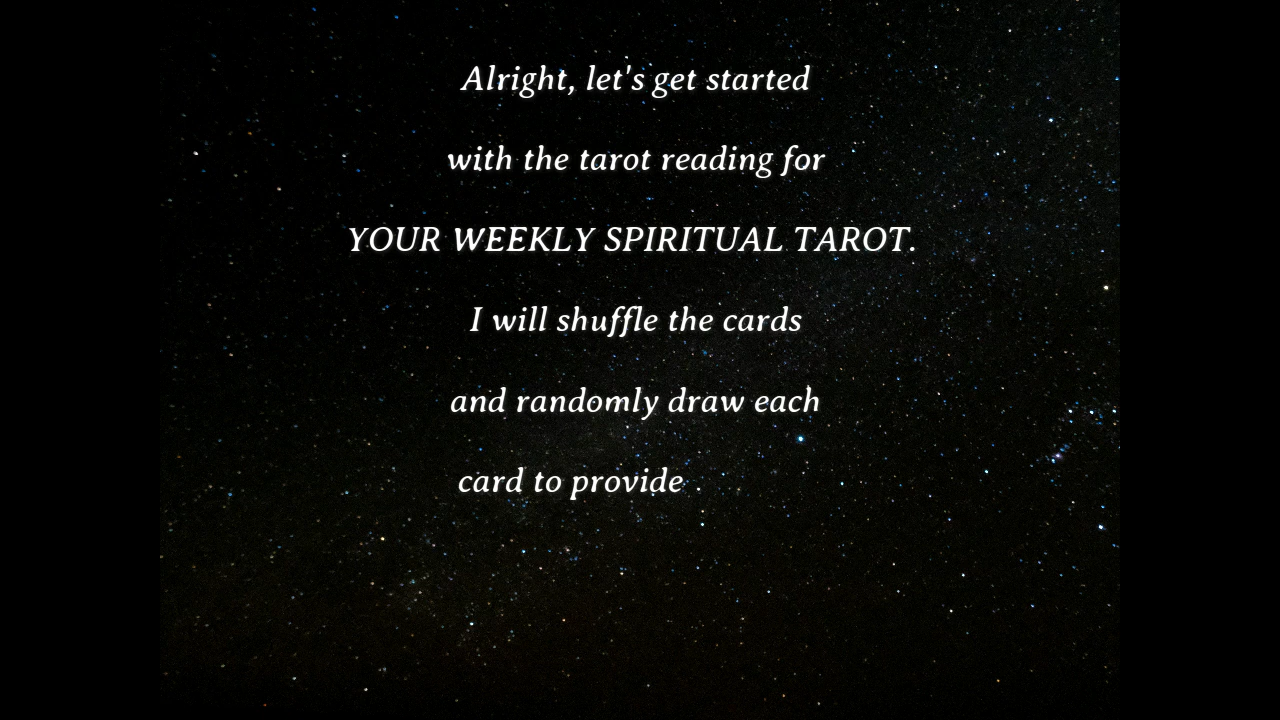 Alright, let's get started
with the tarot reading for
YOUR WEEKLY SPIRITUAL TAROT.
I will shuffle the cards
and randomly draw each
card to provide